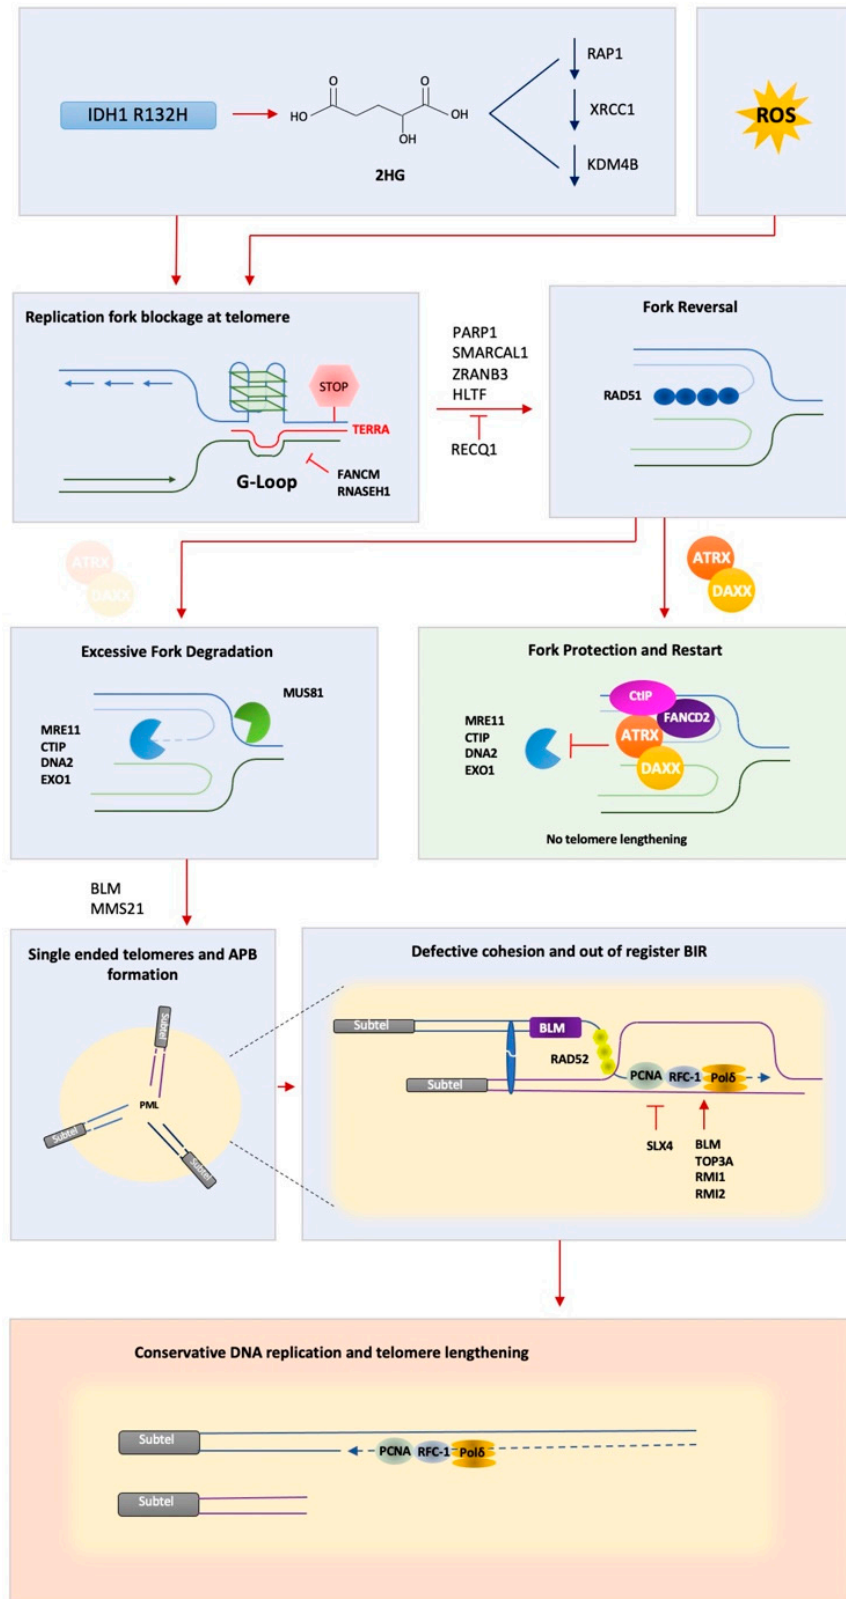 IDH1 R132H
O
O
HO
OH
OH
2HG
RAP1
XRCC1
KDM4B
ROS
Replication fork blockage at telomere
STOP
TERRA
G-Loop
FANCM
RNASEH1
PARP1
SMARCAL1
ZRANB3
HLTF
RECQ1
Fork Reversal
RAD51
ATRX
DAXX
ATRX
DAXX
Excessive Fork Degradation
MUS81
MRE11
CTIP
DNA2
EXO1
Fork Protection and Restart
MRE11
CTIP
DNA2
EXO1
CtIP
FANCD2
ATRX
DAXX
No telomere lengthening
BLM
MMS21
Single ended telomeres and APB
formation
Subtel
PML
Subtel
Subtel
Defective cohesion and out of register BIR
Subtel
BLM
RAD52
Subtel
PCNA
RFC-1
Polδ
SLX4
BLM
TOP3A
RMI1
RMI2
Conservative DNA replication and telomere lengthening
Subtel
PCNA
RFC-1
Polδ
Subtel